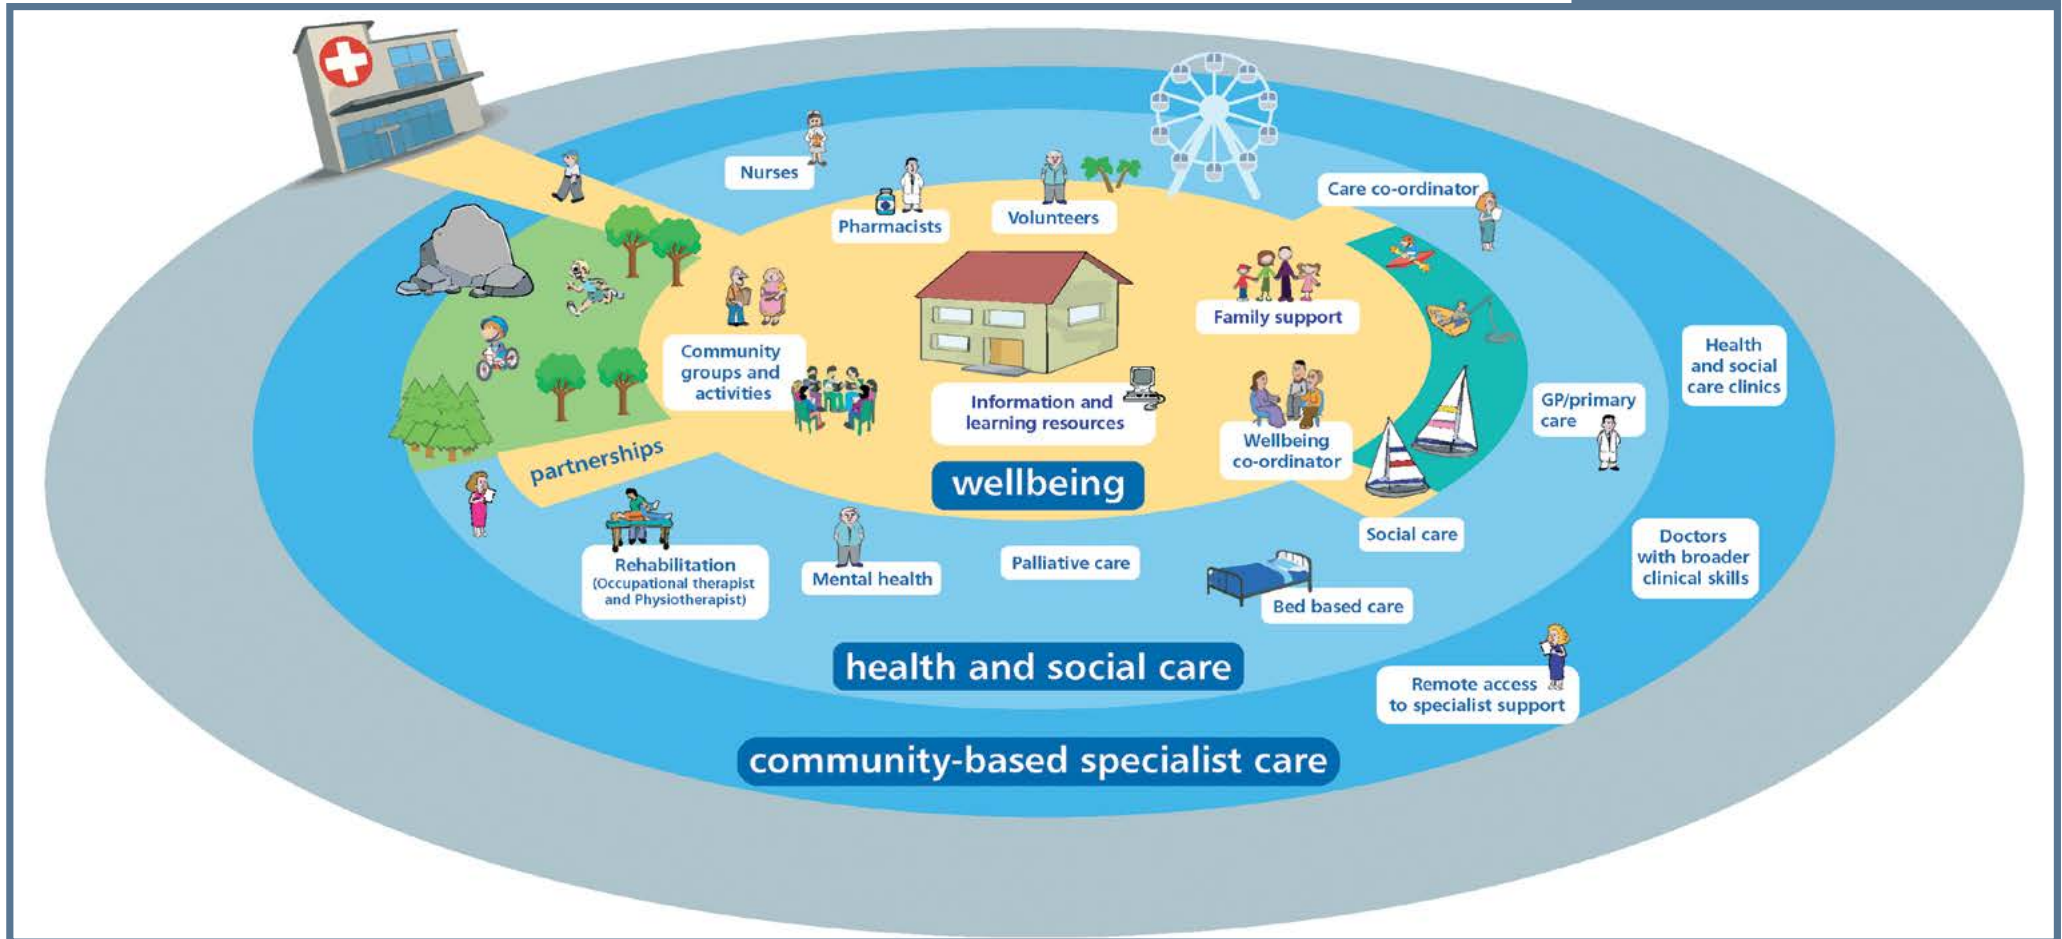 Nurses
Pharmacists
Volunteers
Care co-ordinator
Family support
Community
groups and
activities
Information and
learning resources
Wellbeing
co-ordinator
wellbeing
partnerships
GP/primary
care
Health
and social
care clinics
Social care
Rehabilitation
(Occupational therapist
and Physiotherapist)
Mental health
Palliative care
Bed based care
Doctors
with broader
clinical skills
health and social care
Remote access
to specialist support
community-based specialist care